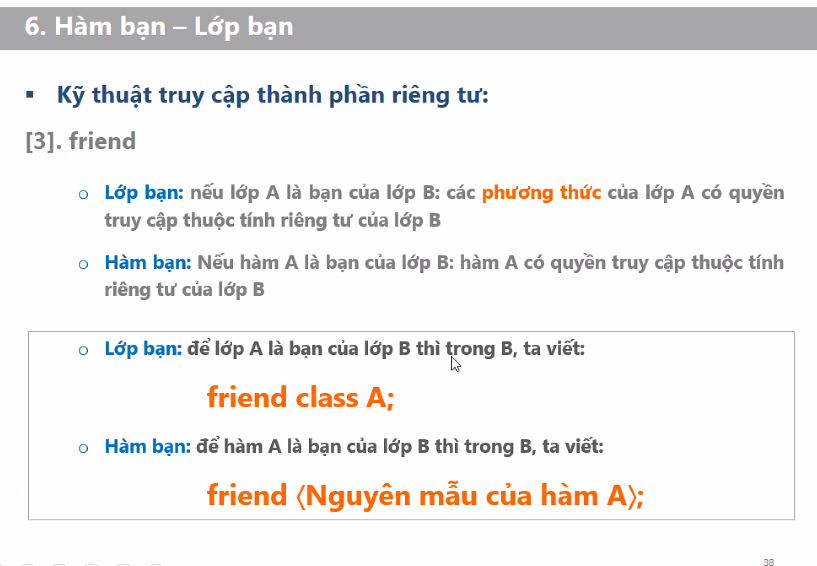 6. Hàm bạn – Lớp bạn
▪ Kỹ thuật truy cập thành phần riêng tư:
[3]. friend
o Lớp bạn: nếu lớp A là bạn của lớp B: các phương thức của lớp A có quyền
truy cập thuộc tính riêng tư của lớp B
o Hàm bạn: Nếu hàm A là bạn của lớp B: hàm A có quyền truy cập thuộc tính
riêng tư của lớp B
o Lớp bạn: để lớp A là bạn của lớp B thì trong B, ta viết:
friend class A;
o Hàm bạn: để hàm A là bạn của lớp B thì trong B, ta viết:
friend ⟨Nguyên mẫu của hàm A⟩;
38